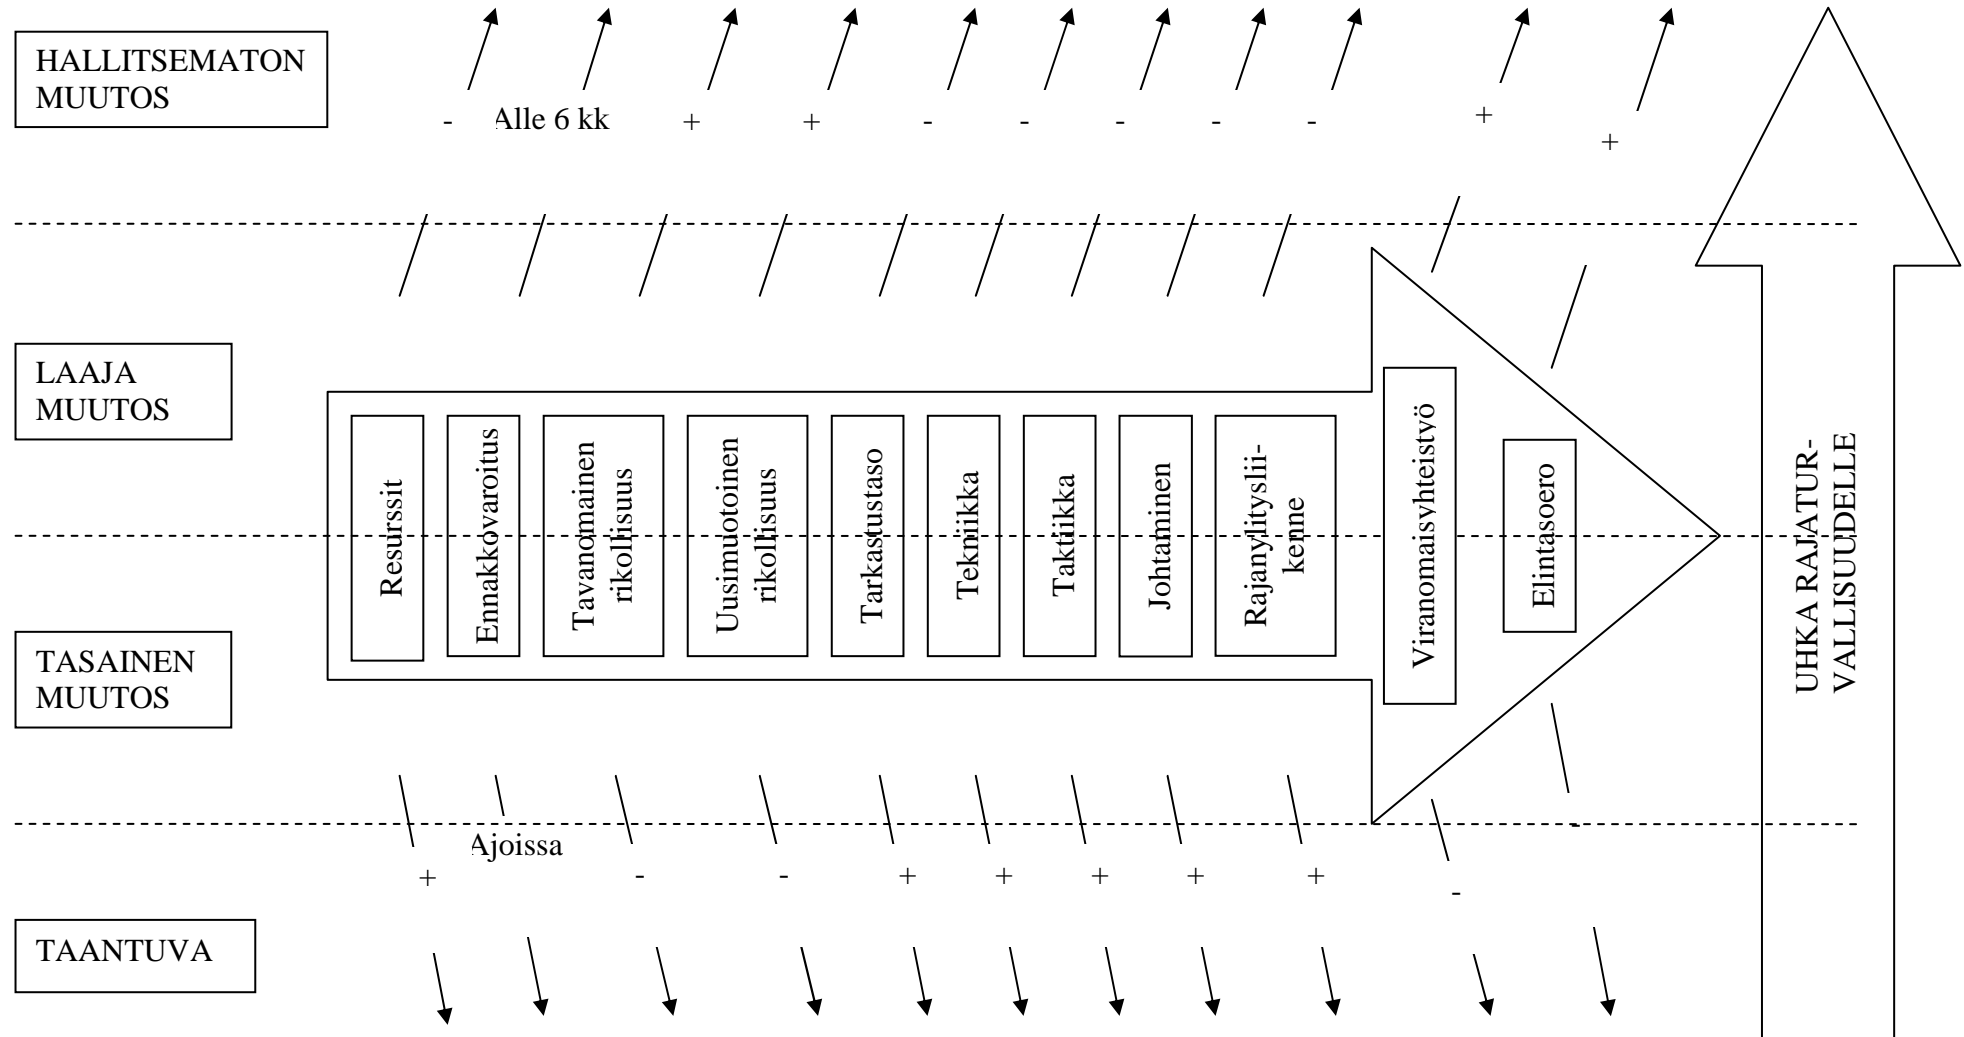 HALLITSEMATON
MUUTOS
- Alle 6 kk + + - - - - - + +
LAAJA
MUUTOS
Resurssit
Ennakkovaroitus
Tavanomainen
rikollisuus
Uusimuotoinen
rikollisuus
Tarkastustaso
Tekniikka
Taktiikka
Johtaminen
Rajanylityslii-
kenne
Viranomaisyhteistyö
Elintasoero
UHKA RAJATUR-
VALLISUUDELLE
TASAINEN
MUUTOS
Ajoissa
+ - - + + + + + - -
TAANTUVA